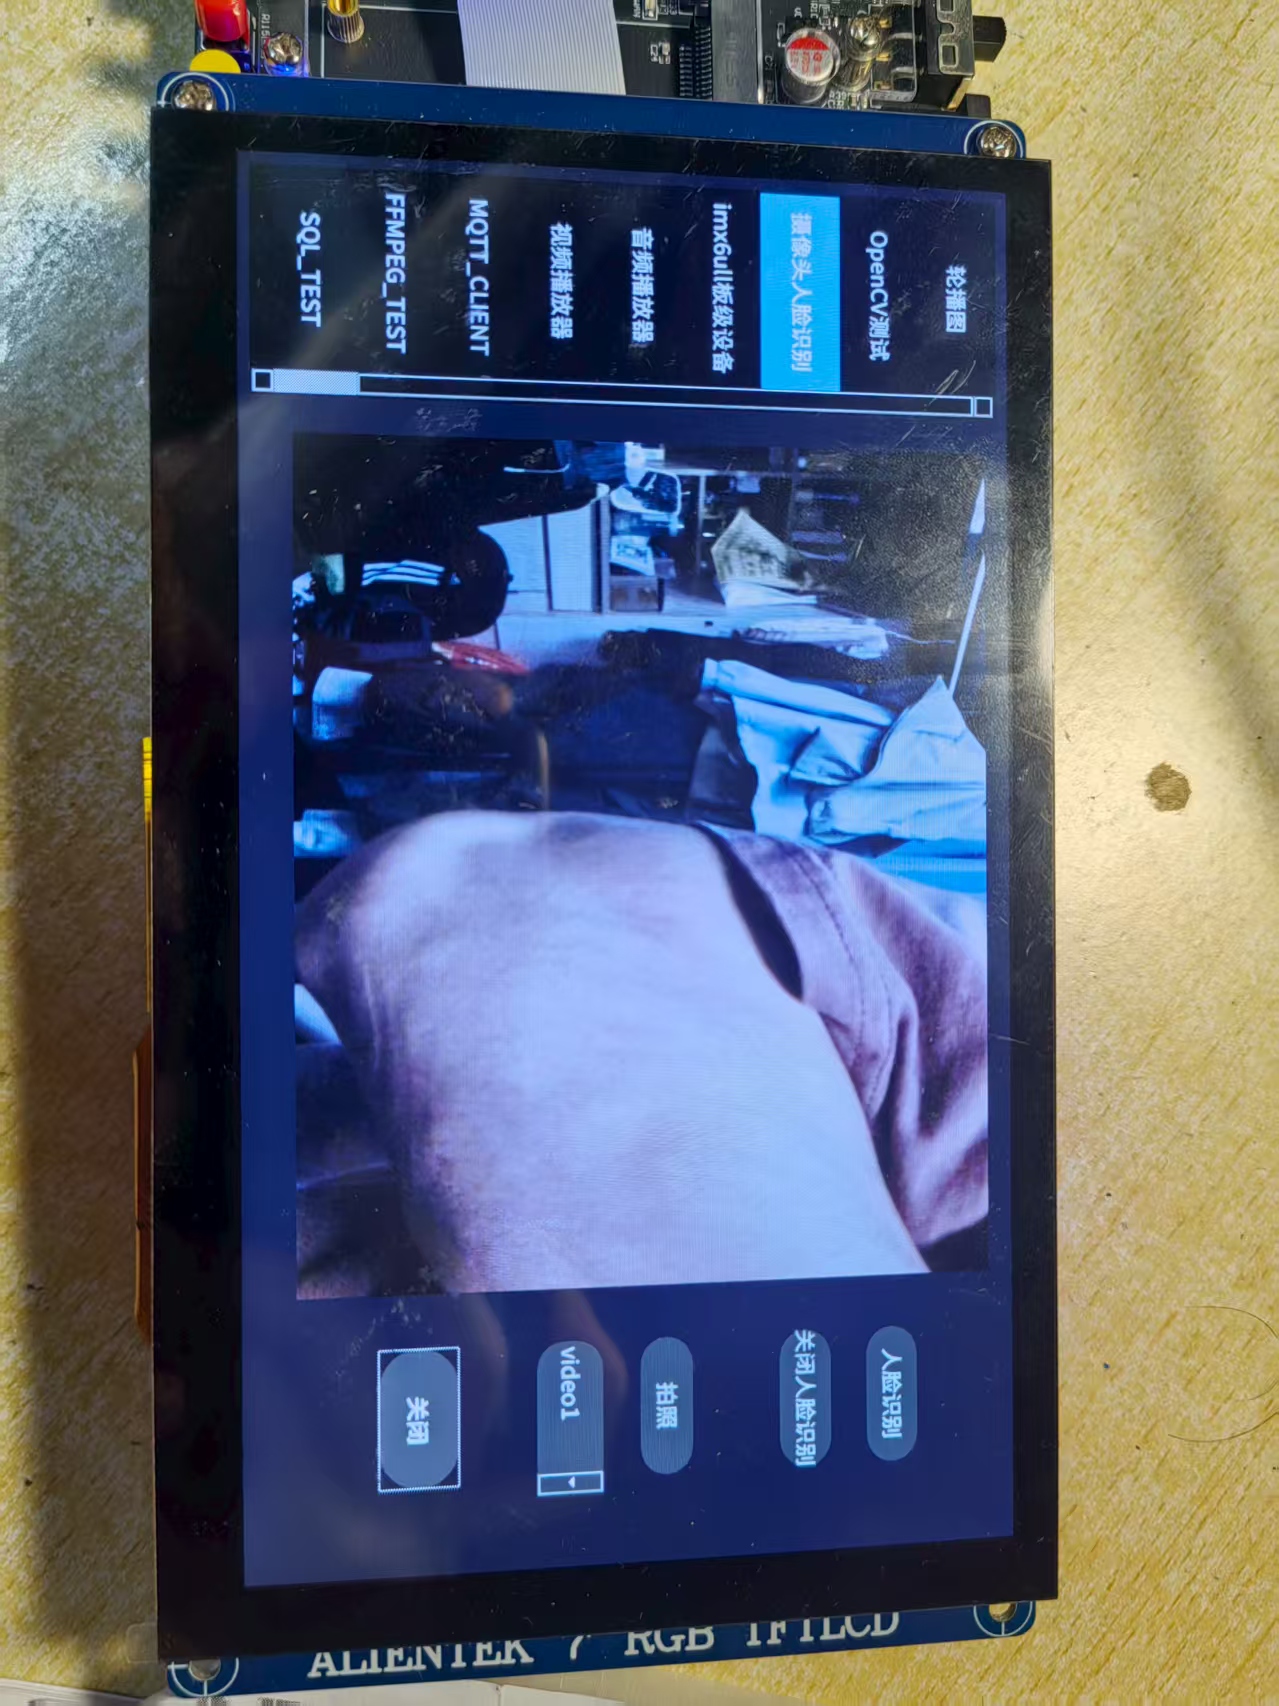 轮播图
OpenCV测试
摄像头人脸识别
imx6ull板级设备
音频播放器
视频播放器
MQTT_CLIENT
FFMPEG_TEST
SQL_TEST
人脸识别
关闭人脸识别
拍照
video1
关闭
ALIENTEK 7 RGB TFTLCD